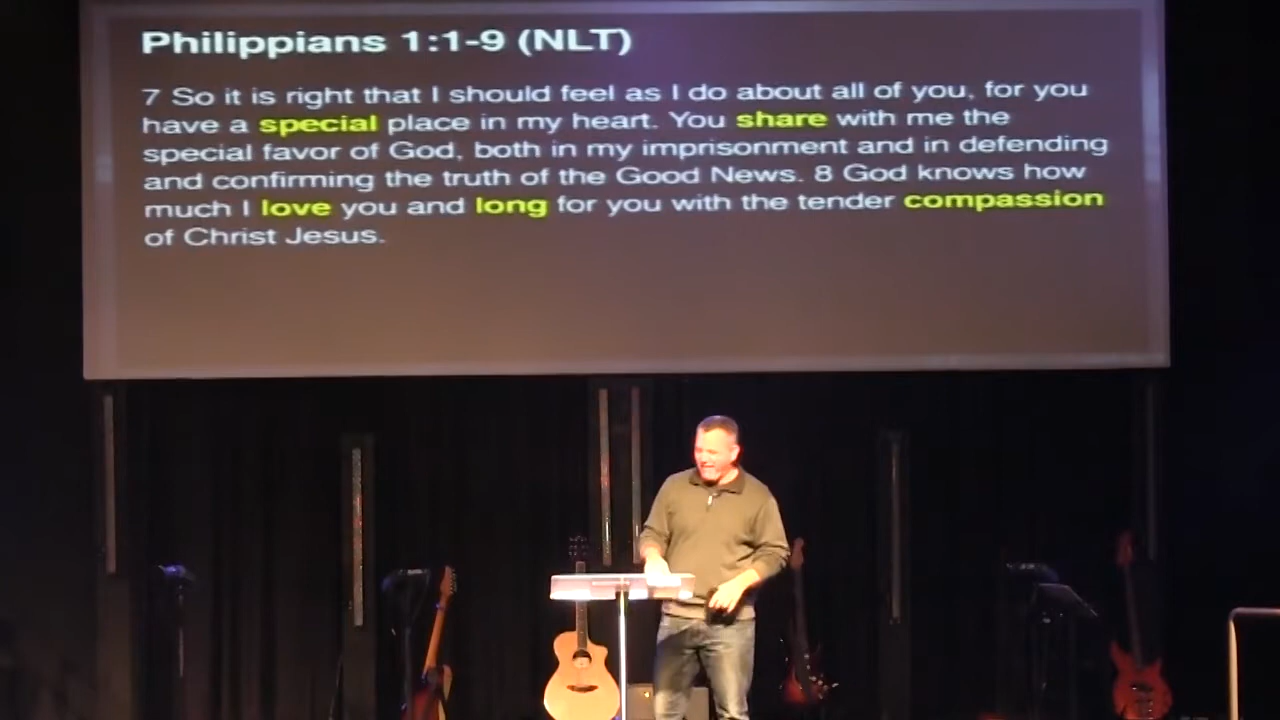 Philippians 1:1-9 (NLT)
7 So it is right that I should feel as I do about all of you, for you
have a special place in my heart. You share with me the
special favor of God, both in my imprisonment and in defending
and confirming the truth of the Good News. 8 God knows how
much I love you and long for you with the tender compassion
of Christ Jesus.